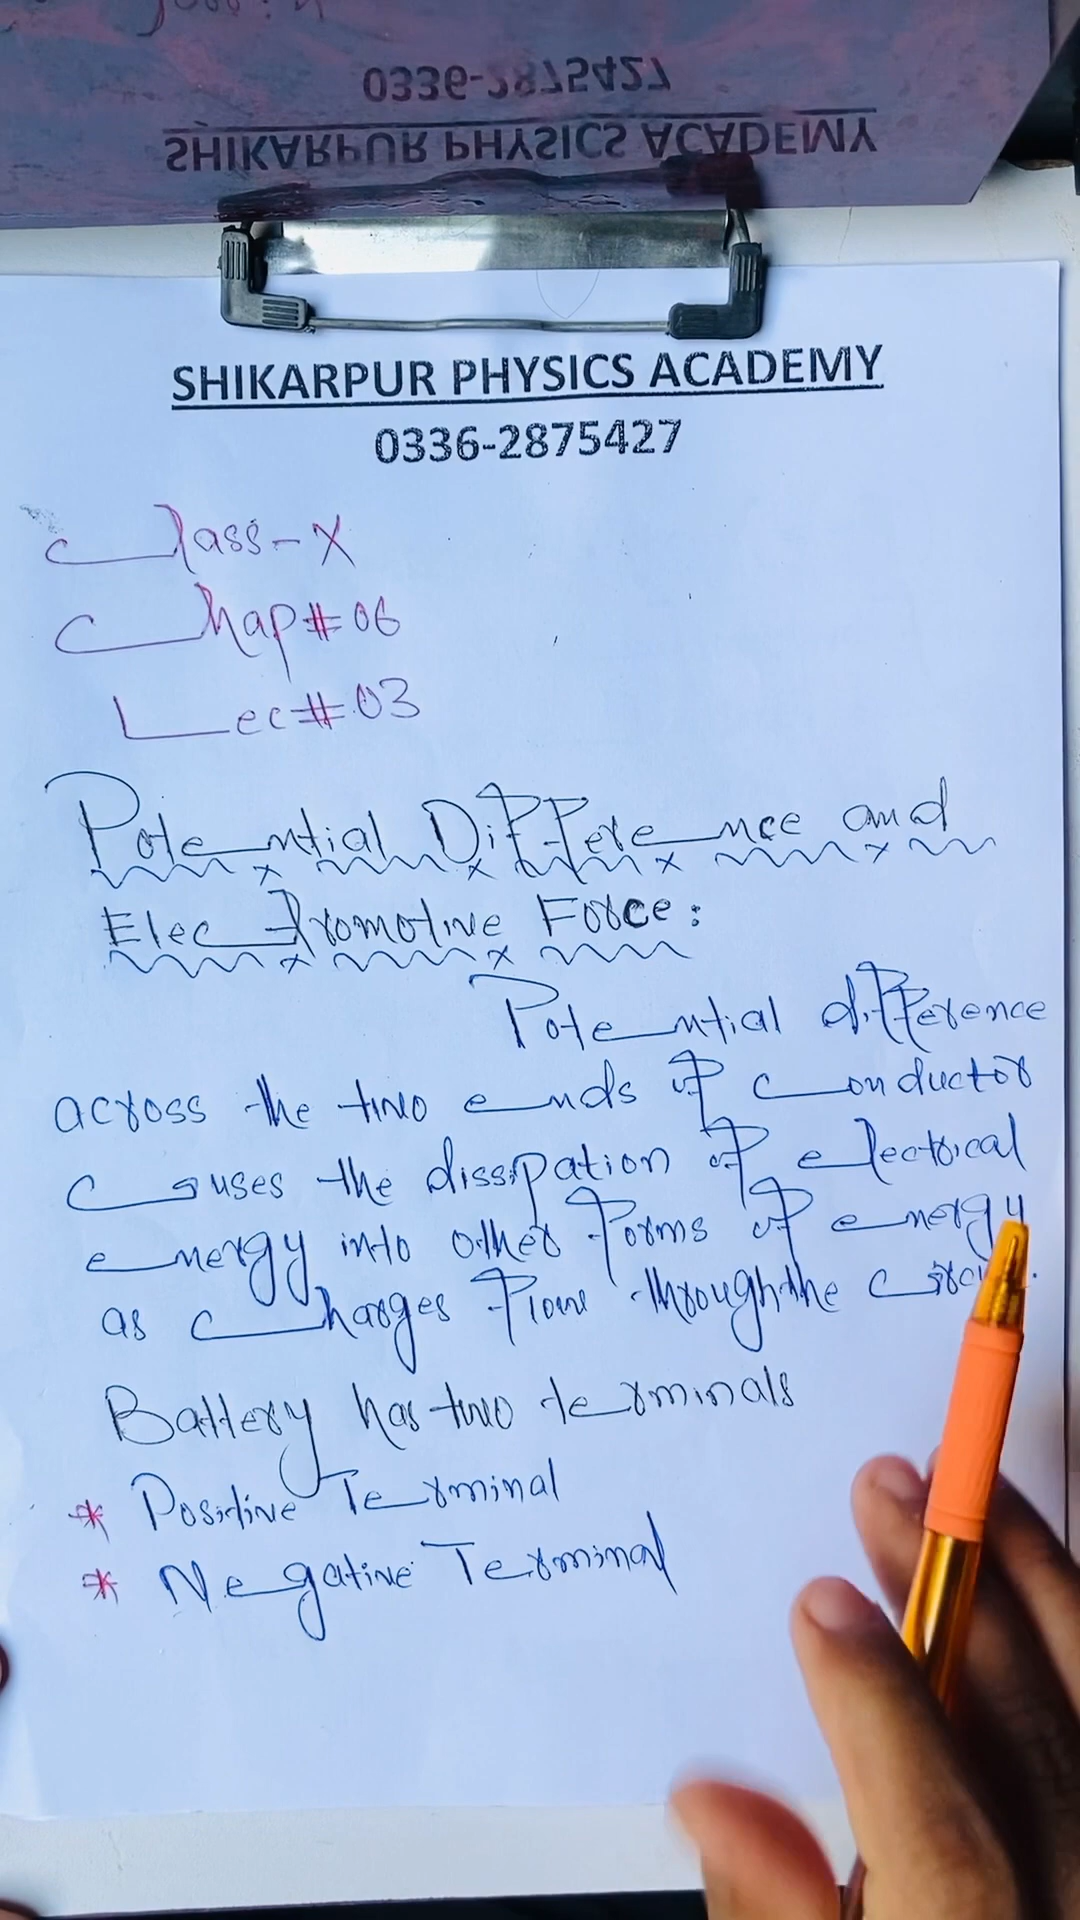 0336-2875427
SHIKARPUR PHYSICS ACADEMY
SHIKARPUR PHYSICS ACADEMY
0336-2875427
Class-X
Chap#06
Lec#03
Potential Difference and
Electromotive Force:
Potential difference
across the two ends of conductor
causes the dissipation of electorical
energy into other forms of energy
as charges flow through the
Battery has two terminals
* Positive Terminal
* Negative Terminal